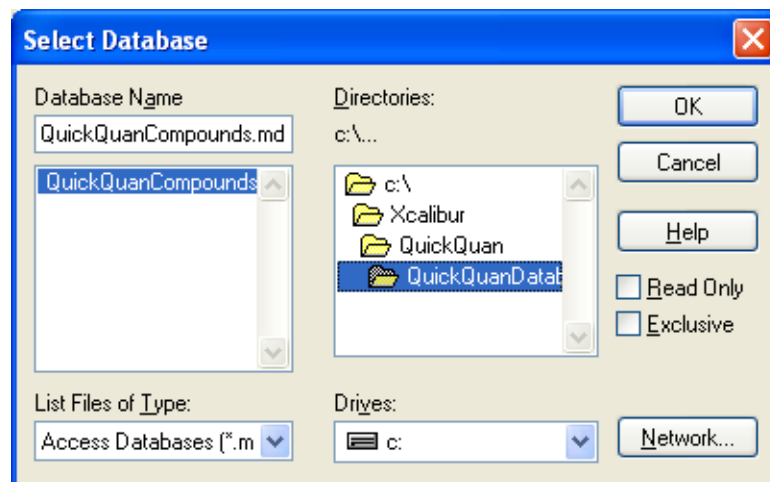 Select Database
Database Name
QuickQuanCompounds.md
QuickQuanCompounds
List Files of Type:
Access Databases (*.m
Directories:
c:\...
c:\
Xcalibur
QuickQuan
QuickQuanDatab
Drives:
c:
OK
Cancel
Help
Read Only
Exclusive
Network...